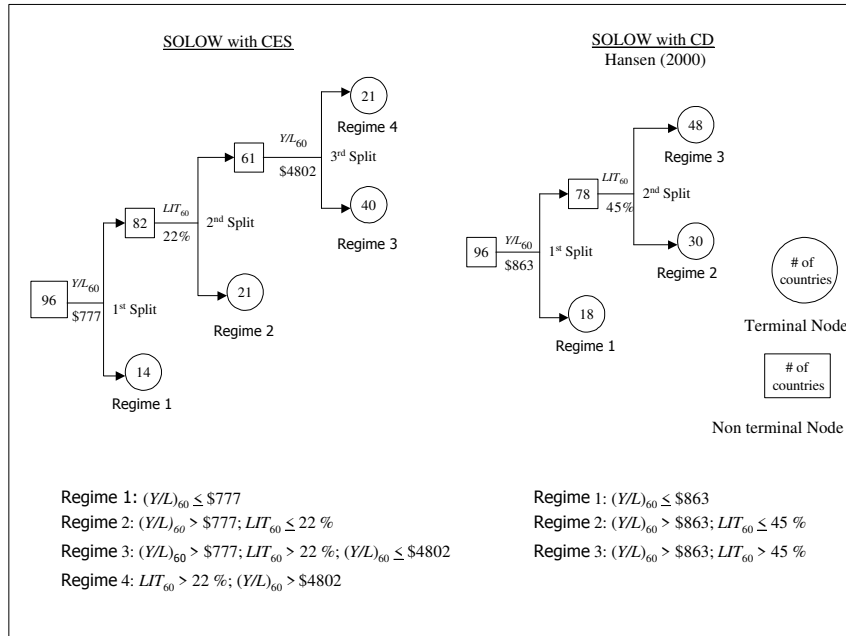 SOLOW with CES
21
Regime 4
Y/L60
3rd Split
$4802
61
40
Regime 3
LIT60
2nd Split
22%
82
21
Regime 2
Y/L60
1st Split
$777
96
14
Regime 1
SOLOW with CD
Hansen (2000)
48
Regime 3
LIT60
2nd Split
45%
78
30
Regime 2
Y/L60
1st Split
$863
96
18
Regime 1
# of
countries
Terminal Node
# of
countries
Non terminal Node
Regime 1: (Y/L)60 ≤ $777
Regime 2: (Y/L)60 > $777; LIT60 ≤ 22 %
Regime 3: (Y/L)60 > $777; LIT60 > 22 %; (Y/L)60 ≤ $4802
Regime 4: LIT60 > 22 %; (Y/L)60 > $4802
Regime 1: (Y/L)60 ≤ $863
Regime 2: (Y/L)60 > $863; LIT60 ≤ 45 %
Regime 3: (Y/L)60 > $863; LIT60 > 45 %